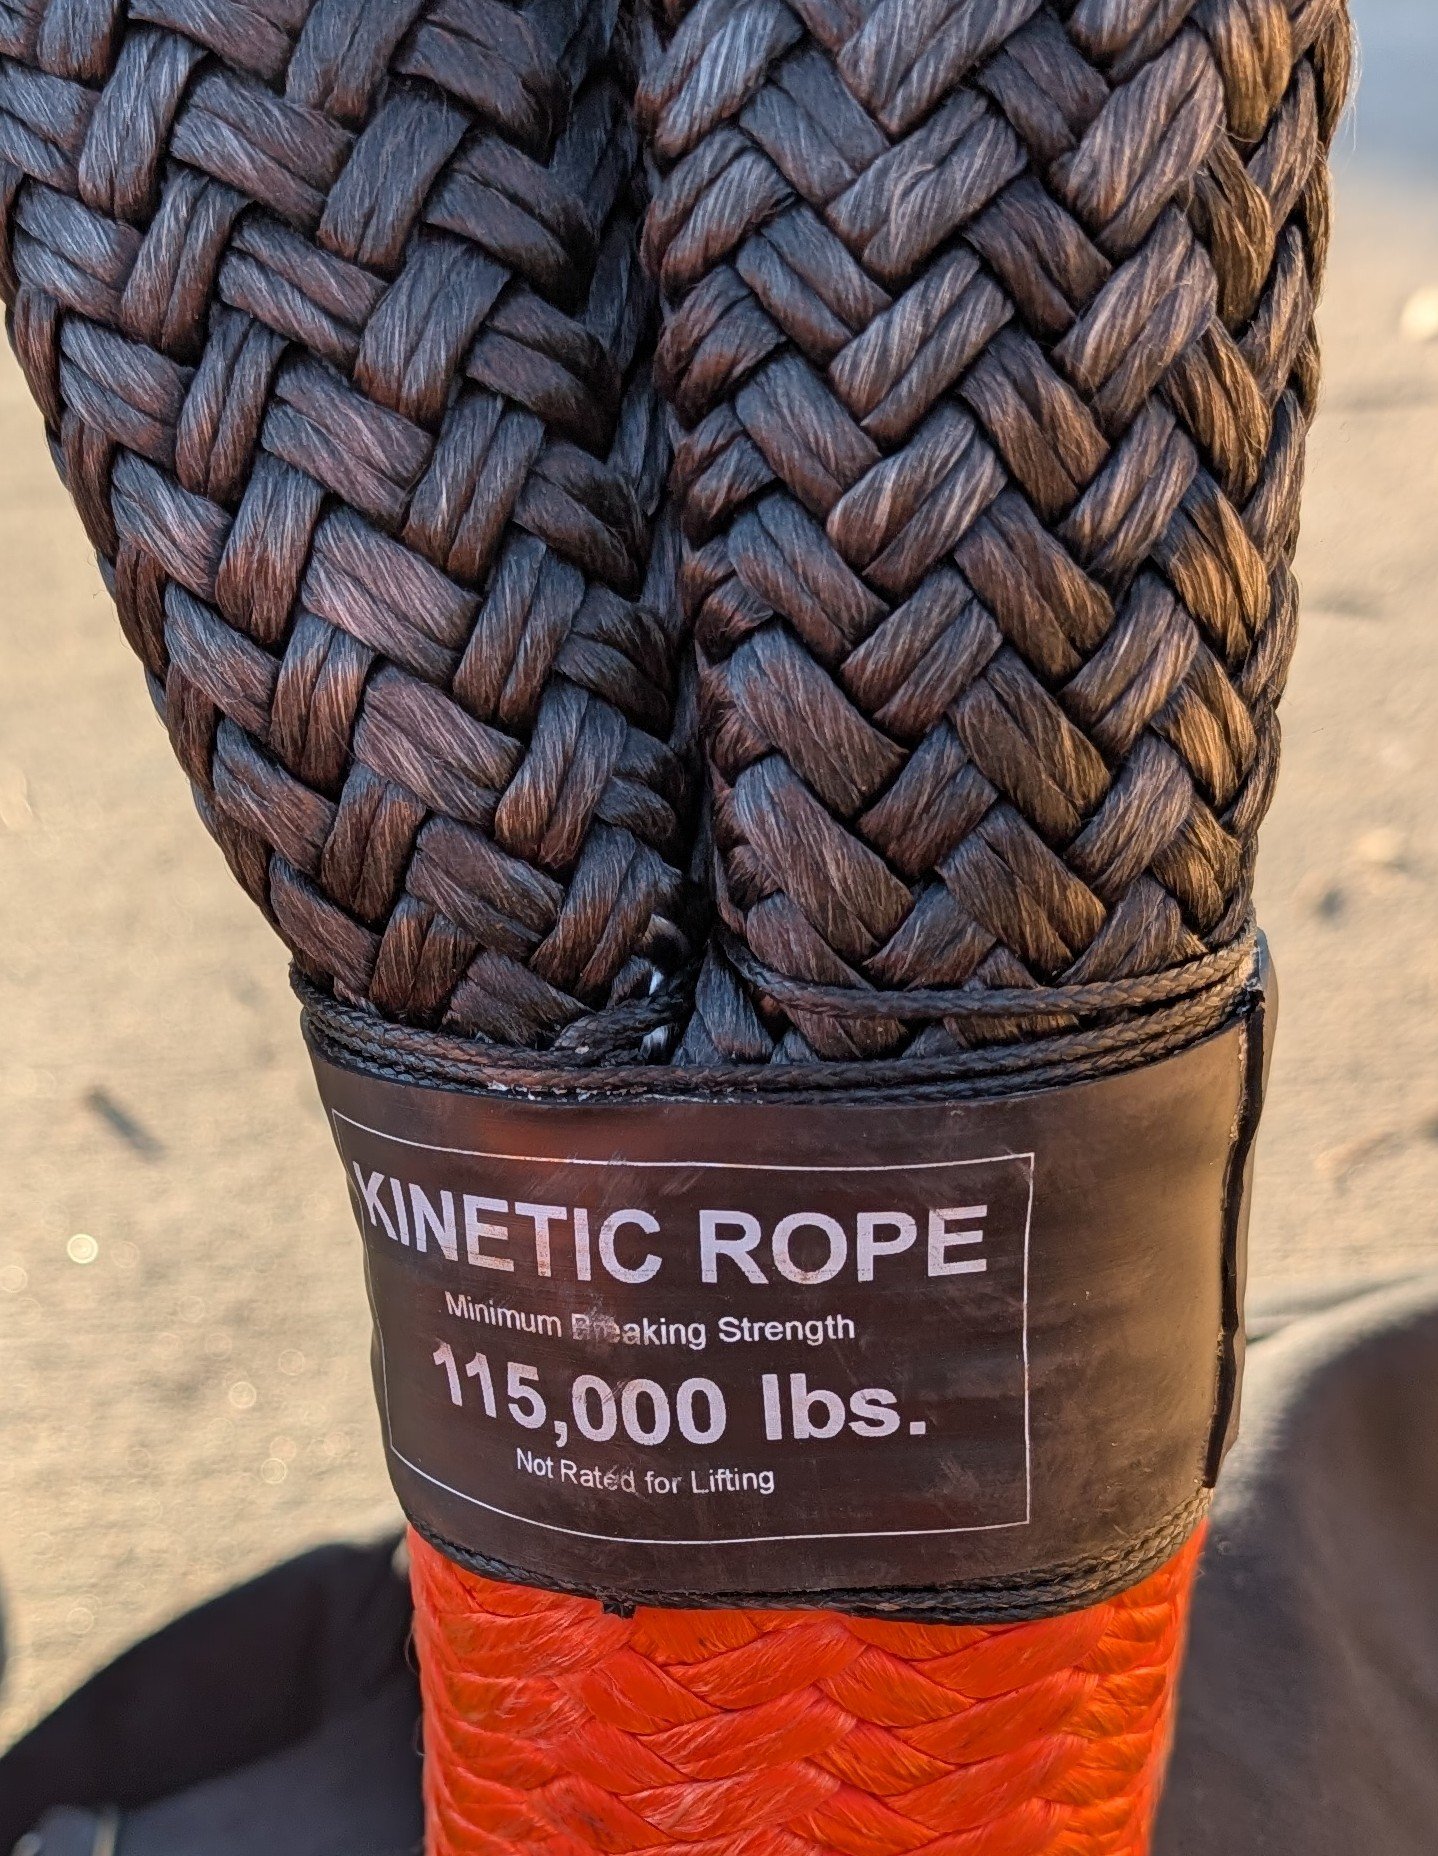 KINETIC ROPE
Minimum Breaking Strength
115,000 lbs.
Not Rated for Lifting